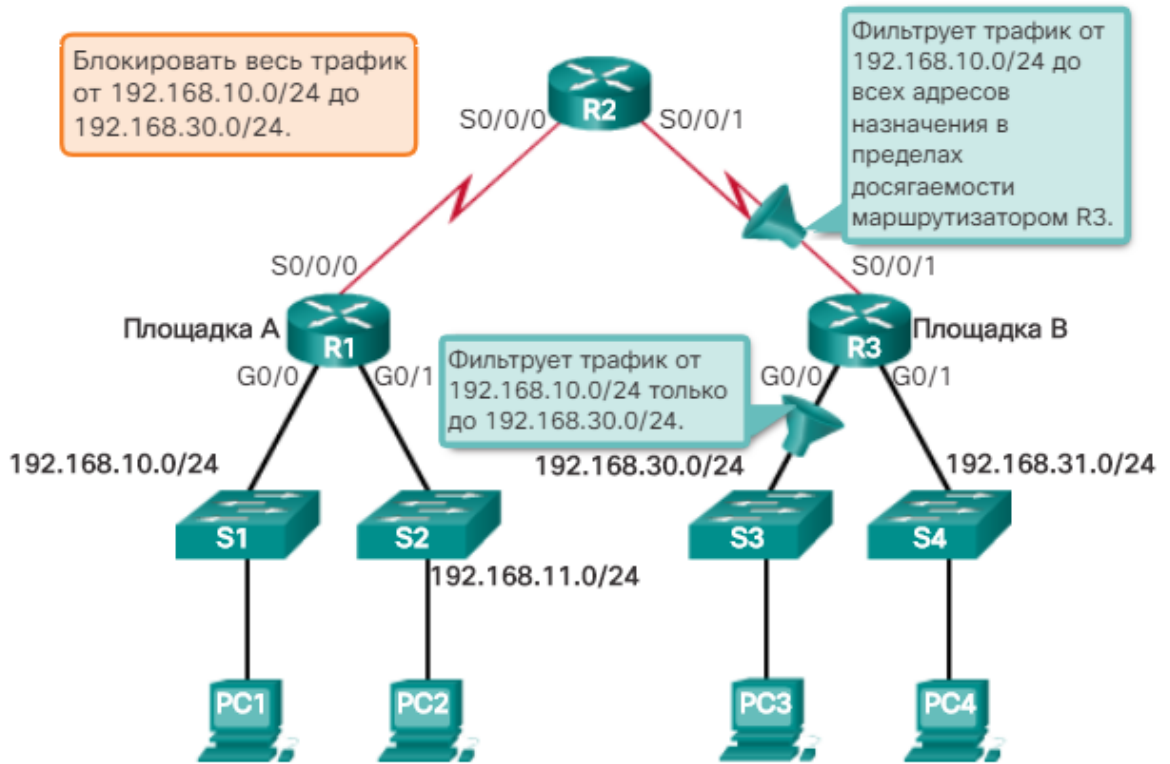 Блокировать весь трафик
от 192.168.10.0/24 до
192.168.30.0/24.
Фильтрует трафик от
192.168.10.0/24 до
всех адресов
назначения в
пределах
досягаемости
маршрутизатором R3.
R2
S0/0/0
S0/0/1
S0/0/0
S0/0/1
Площадка A
R1
R3
Площадка B
G0/0
G0/1
Фильтрует трафик от
192.168.10.0/24 только
до 192.168.30.0/24.
G0/0
G0/1
192.168.10.0/24
192.168.30.0/24
192.168.31.0/24
S1
S2
S3
S4
192.168.11.0/24
PC1
PC2
PC3
PC4